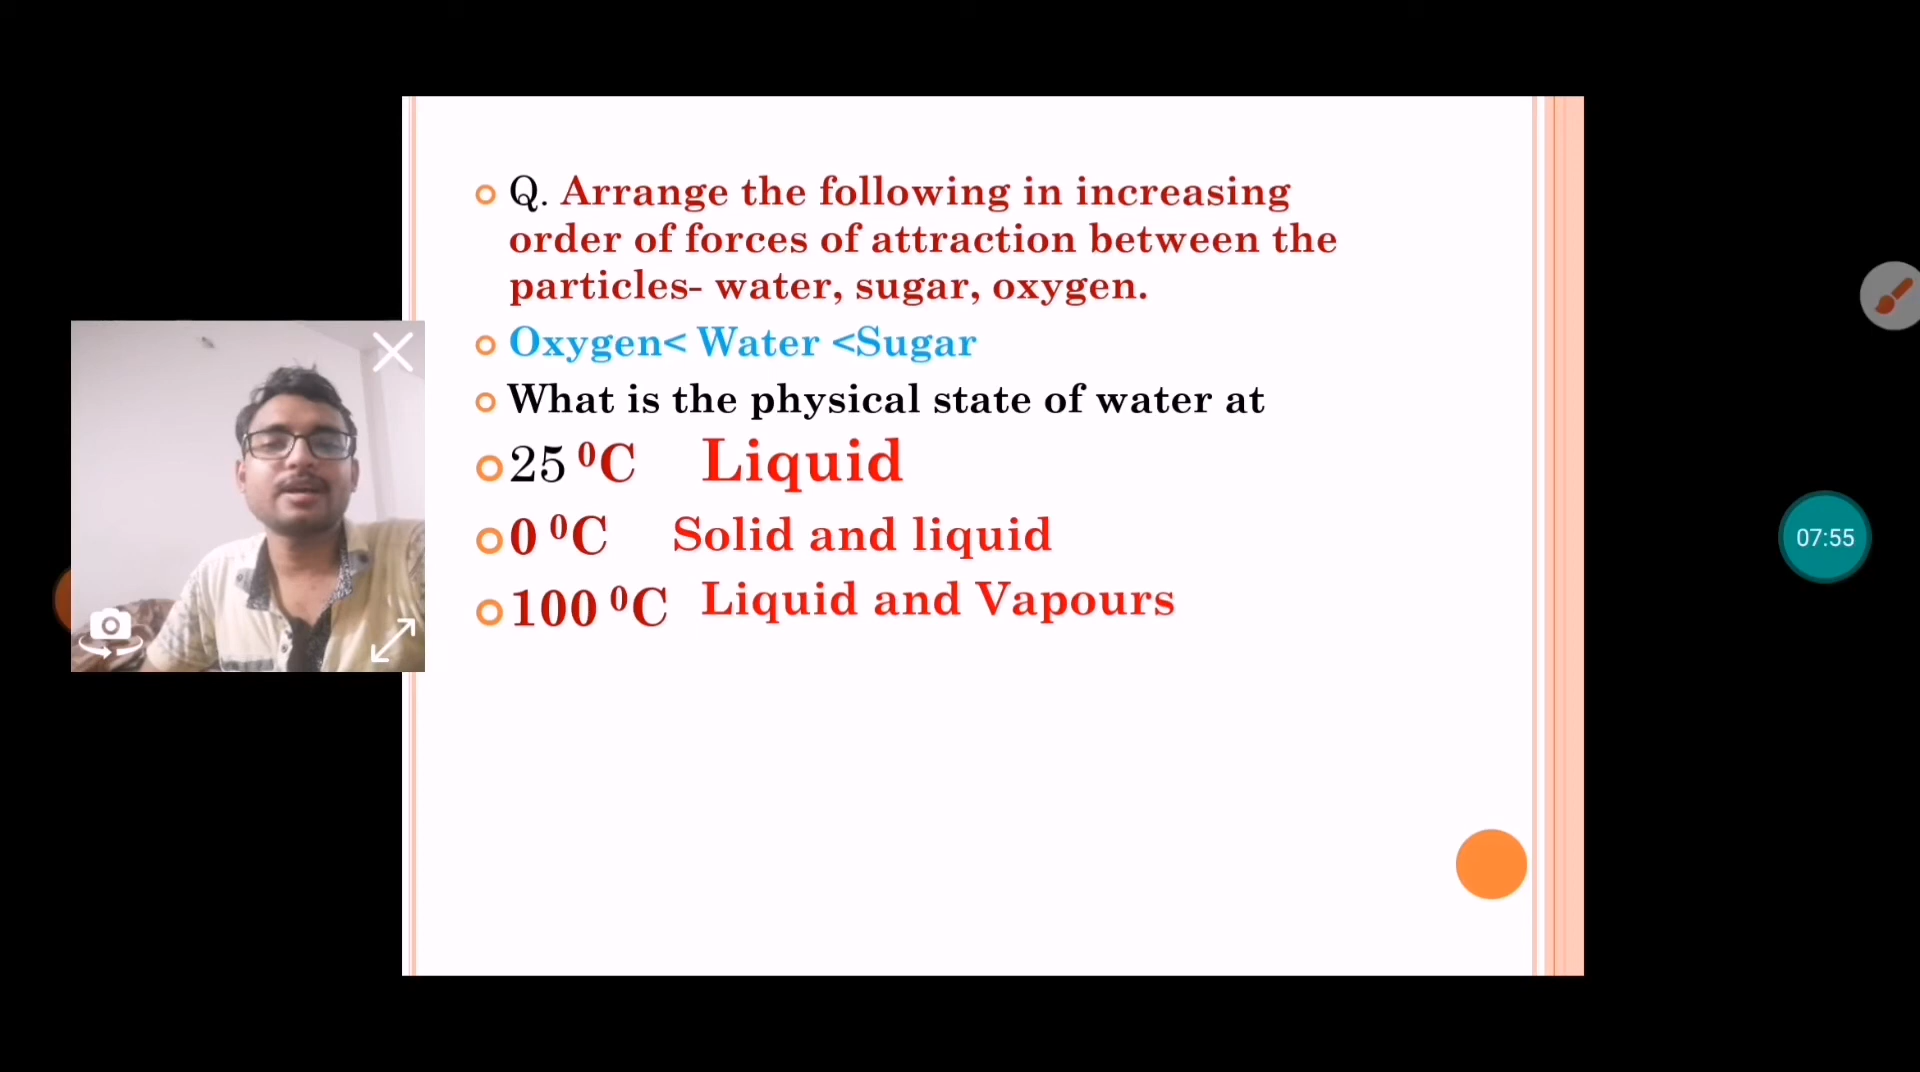 Q. Arrange the following in increasing
order of forces of attraction between the
particles- water, sugar, oxygen.
Oxygen< Water <Sugar
What is the physical state of water at
25 ⁰C Liquid
0 ⁰C Solid and liquid
100 ⁰C Liquid and Vapours
07:55